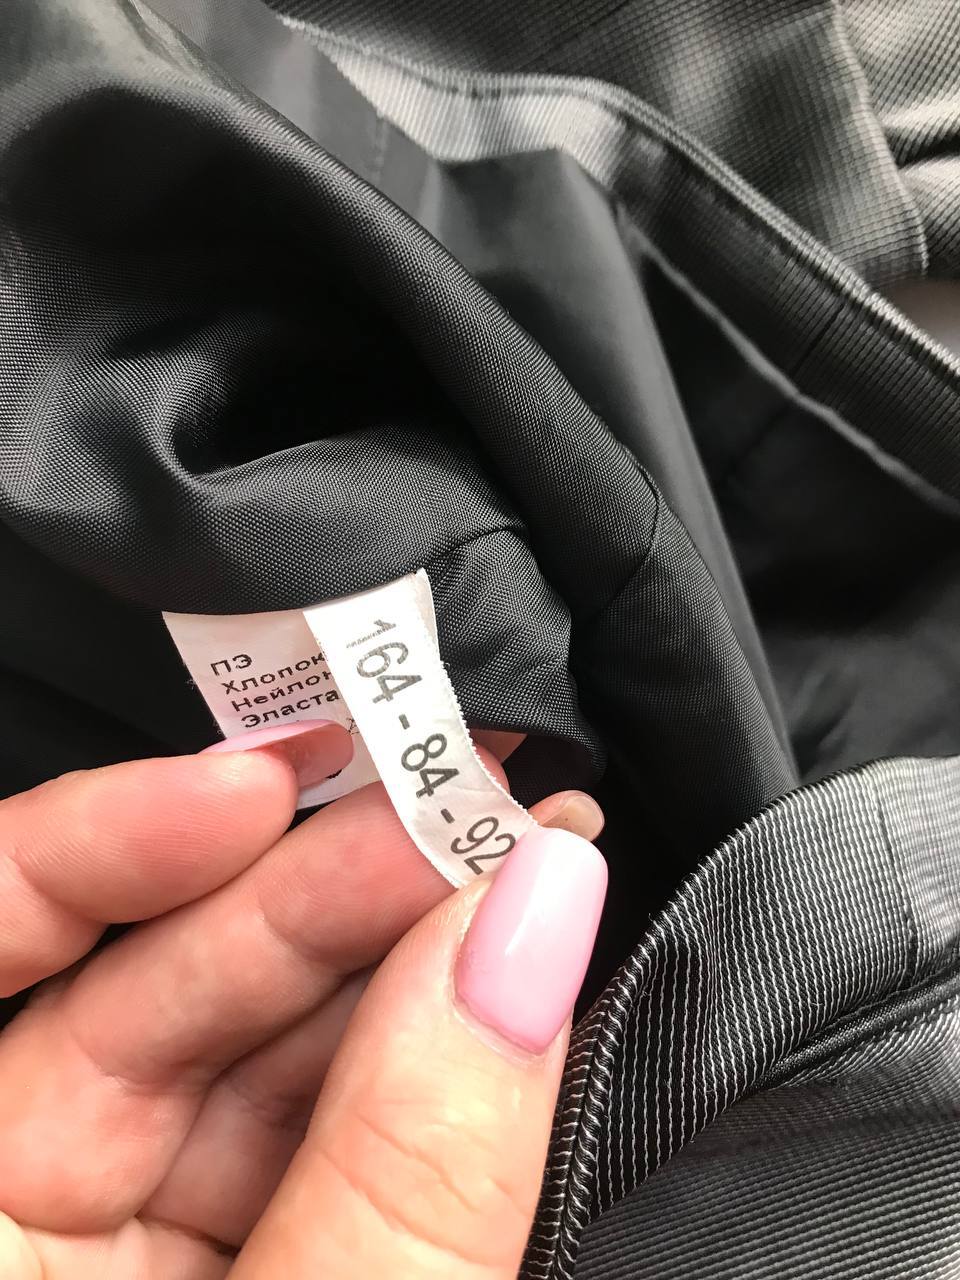 ПЭ
Хлопок
Нейлон
Эласта
164 - 84 - 92